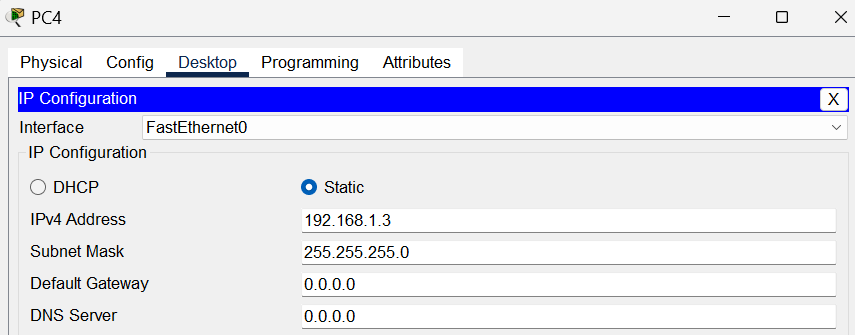 PC4
Physical Config Desktop Programming Attributes
IP Configuration X
Interface FastEthernet0
IP Configuration
DHCP Static
IPv4 Address 192.168.1.3
Subnet Mask 255.255.255.0
Default Gateway 0.0.0.0
DNS Server 0.0.0.0